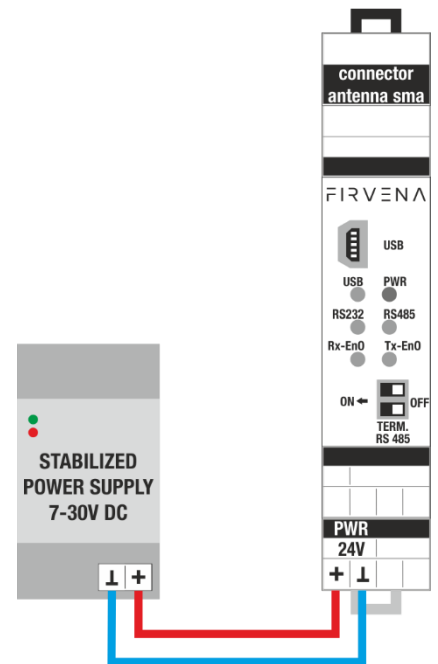 connector
antenna sma
FIRVENA
USB
USB PWR
RS232 RS485
Rx-EnO Tx-EnO
ON OFF
TERM.
RS 485
STABILIZED
POWER SUPPLY
7-30V DC
⊥ +
PWR
24V
+ ⊥